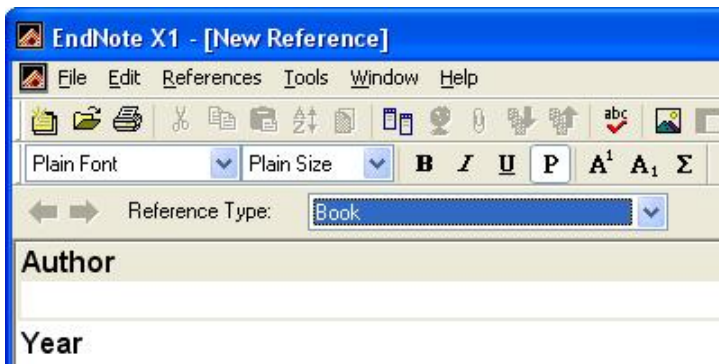 EndNote X1 - [New Reference]
File Edit References Tools Window Help
abc
Plain Font Plain Size B I U P A¹ A₁ Σ
Reference Type: Book
Author
Year